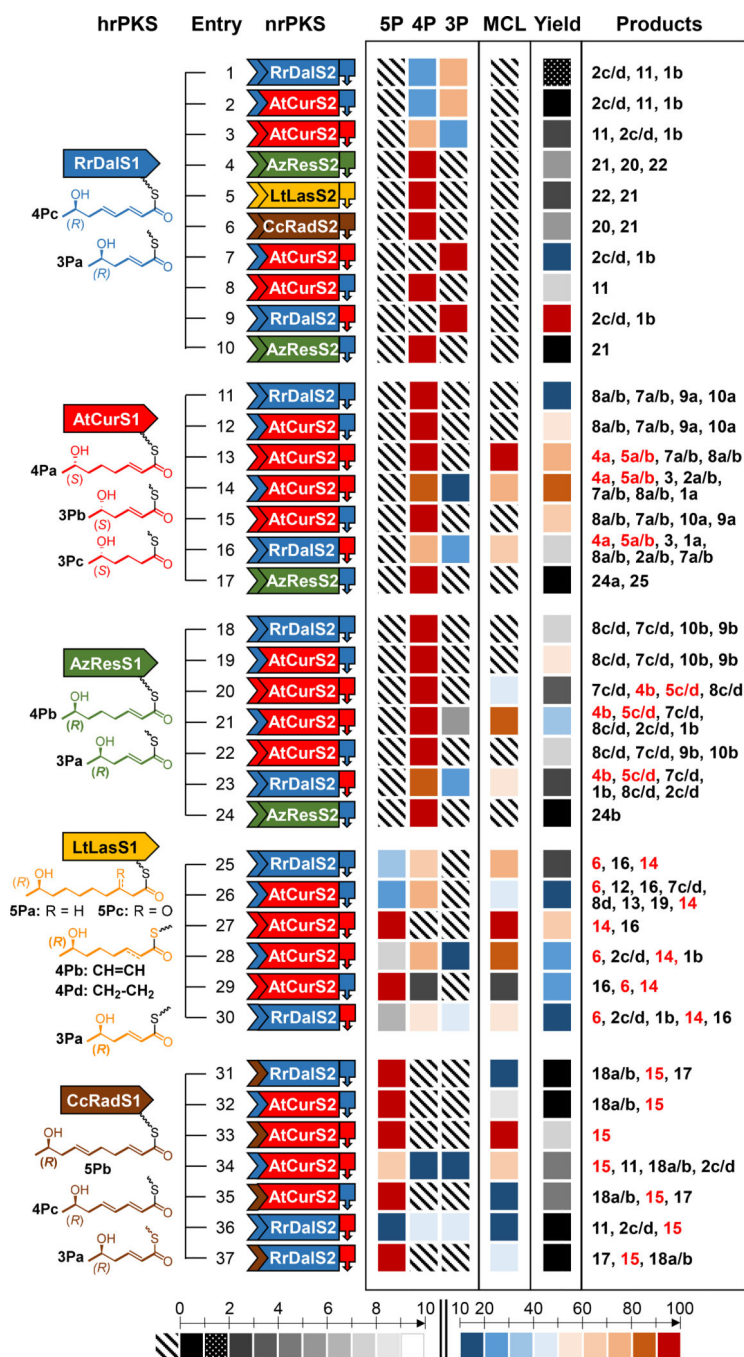 hrPKS Entry nrPKS 5P 4P 3P MCL Yield Products
1 RrDalS2 2c/d, 11, 1b
2 AtCurS2 2c/d, 11, 1b
3 AtCurS2 11, 2c/d, 1b
RrDalS1
4 AzResS2 21, 20, 22
S
OH
O
4Pc
(R)
5 LtLasS2 22, 21
6 CcRadS2 20, 21
S
OH
O
3Pa
(R)
7 AtCurS2 2c/d, 1b
8 AtCurS2 11
9 RrDalS2 2c/d, 1b
10 AzResS2 21
11 RrDalS2 8a/b, 7a/b, 9a, 10a
AtCurS1
12 AtCurS2 8a/b, 7a/b, 9a, 10a
S
OH
O
4Pa
(S)
13 AtCurS2 4a, 5a/b, 7a/b, 8a/b
14 AtCurS2 4a, 5a/b, 3, 2a/b,
7a/b, 8a/b, 1a
S
OH
O
3Pb
(S)
15 AtCurS2 8a/b, 7a/b, 10a, 9a
16 RrDalS2 4a, 5a/b, 3, 1a,
8a/b, 2a/b, 7a/b
S
OH
O
3Pc
(S)
17 AzResS2 24a, 25
18 RrDalS2 8c/d, 7c/d, 10b, 9b
19 AtCurS2 8c/d, 7c/d, 10b, 9b
AzResS1
20 AtCurS2 7c/d, 4b, 5c/d, 8c/d
S
OH
O
4Pb
(R)
21 AtCurS2 4b, 5c/d, 7c/d,
8c/d, 2c/d, 1b
22 AtCurS2 8c/d, 7c/d, 9b, 10b
S
OH
O
3Pa
(R)
23 RrDalS2 4b, 5c/d, 7c/d,
1b, 8c/d, 2c/d
24 AzResS2 24b
LtLasS1
25 RrDalS2 6, 16, 14
(R)
OH
R
S
O
5Pa: R = H 5Pc: R = O
26 AtCurS2 6, 12, 16, 7c/d,
8d, 13, 19, 14
27 AtCurS2 14, 16
(R)
OH
S
O
4Pb: CH=CH
4Pd: CH2-CH2
28 AtCurS2 6, 2c/d, 14, 1b
29 AtCurS2 16, 6, 14
30 RrDalS2 6, 2c/d, 1b, 14, 16
S
OH
O
3Pa
(R)
31 RrDalS2 18a/b, 15, 17
CcRadS1
32 AtCurS2 18a/b, 15
33 AtCurS2 15
S
OH
O
(R)
5Pb
34 AtCurS2 15, 11, 18a/b, 2c/d
S
OH
O
4Pc
(R)
35 AtCurS2 18a/b, 15, 17
36 RrDalS2 11, 2c/d, 15
S
OH
O
3Pa
(R)
37 RrDalS2 17, 15, 18a/b
0 2 4 6 8 10 10 20 40 60 80 100